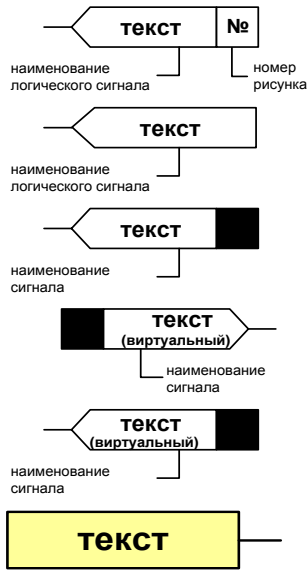 текст №
наименование
логического сигнала
номер
рисунка
текст
наименование
логического сигнала
текст
наименование
сигнала
текст
(виртуальный)
наименование
сигнала
текст
(виртуальный)
наименование
сигнала
текст